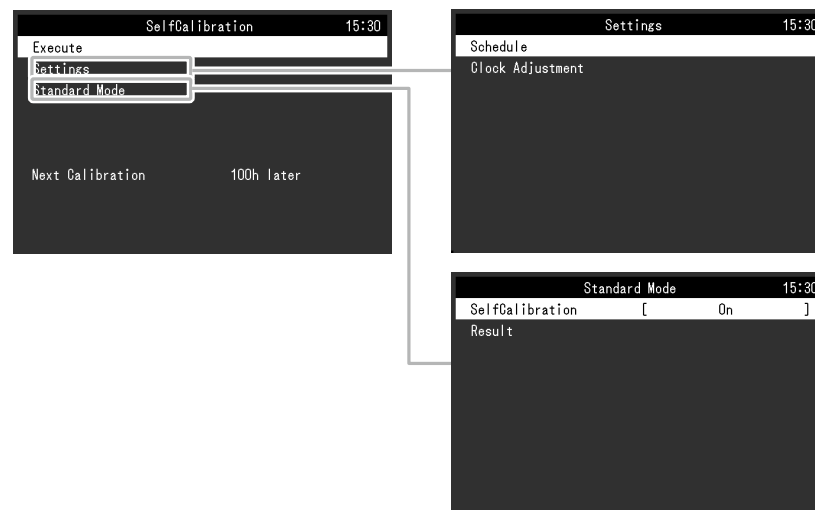 SelfCalibration 15:30
Execute
Settings
Standard Mode
Next Calibration 100h later
Settings 15:30
Schedule
Clock Adjustment
Standard Mode 15:30
SelfCalibration [ On ]
Result